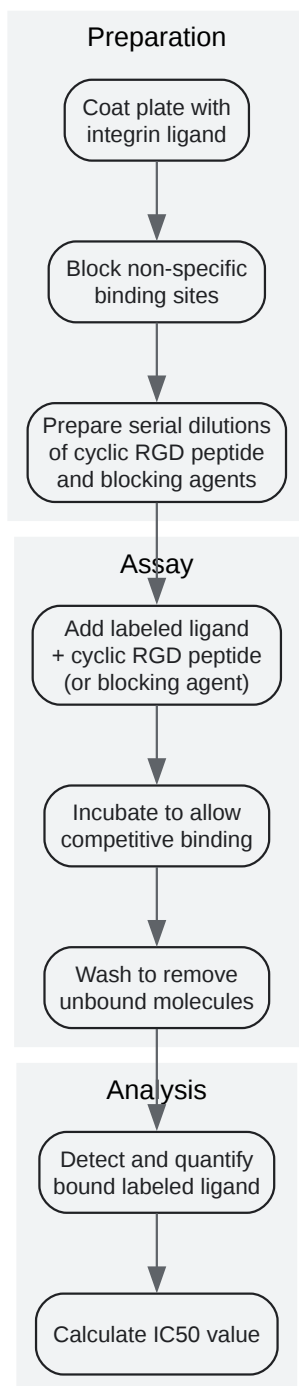 Preparation
Coat plate with
integrin ligand
Block non-specific
binding sites
Prepare serial dilutions
of cyclic RGD peptide
and blocking agents
Assay
Add labeled ligand
+ cyclic RGD peptide
(or blocking agent)
Incubate to allow
competitive binding
Wash to remove
unbound molecules
Analysis
Detect and quantify
bound labeled ligand
Calculate IC50 value